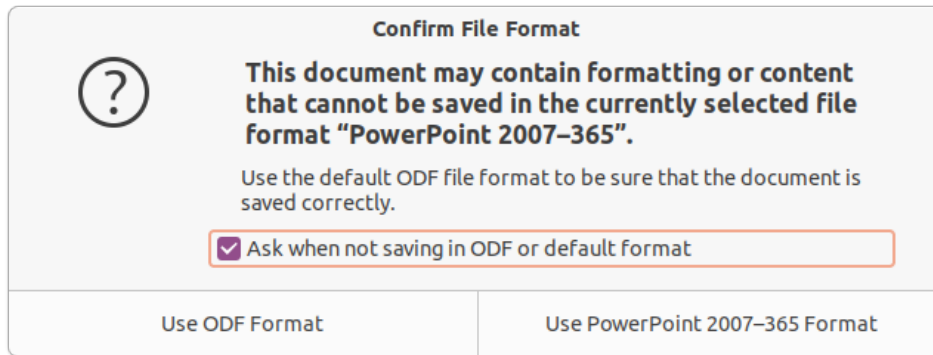 Confirm File Format
This document may contain formatting or content
that cannot be saved in the currently selected file
format “PowerPoint 2007–365”.
Use the default ODF file format to be sure that the document is
saved correctly.
Ask when not saving in ODF or default format
Use ODF Format
Use PowerPoint 2007–365 Format